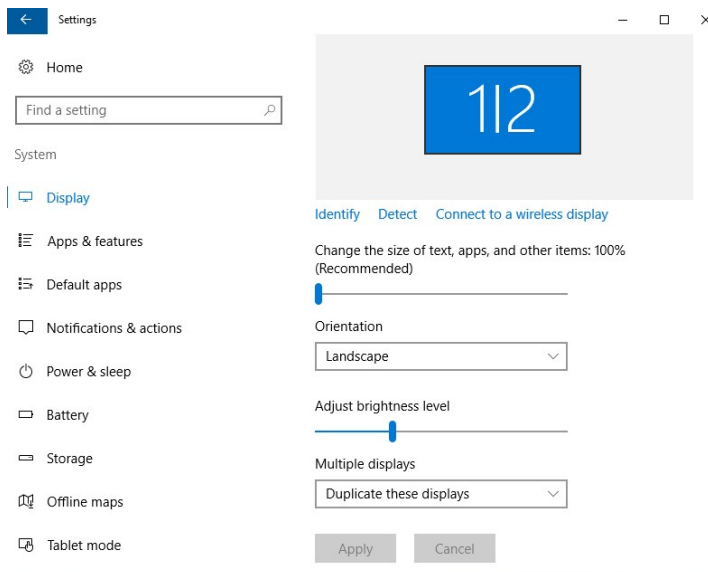 Settings
Home
Find a setting
System
Display
Apps & features
Default apps
Notifications & actions
Power & sleep
Battery
Storage
Offline maps
Tablet mode
1|2
Identify Detect Connect to a wireless display
Change the size of text, apps, and other items: 100%
(Recommended)
Orientation
Landscape
Adjust brightness level
Multiple displays
Duplicate these displays
Apply Cancel